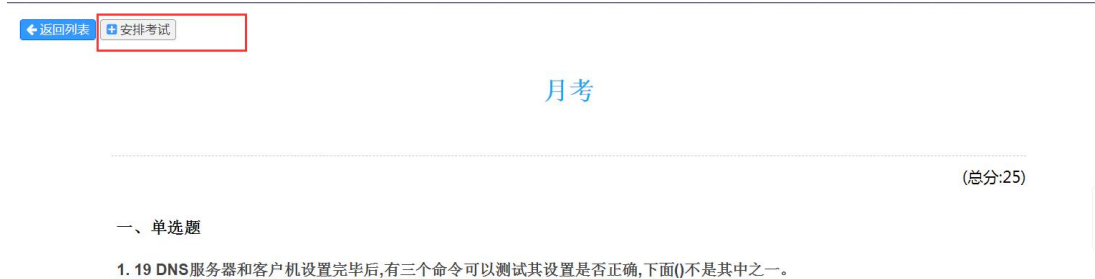 返回列表 安排考试
月考
(总分:25)
一、单选题
1. 19 DNS服务器和客户机设置完毕后,有三个命令可以测试其设置是否正确,下面()不是其中之一。